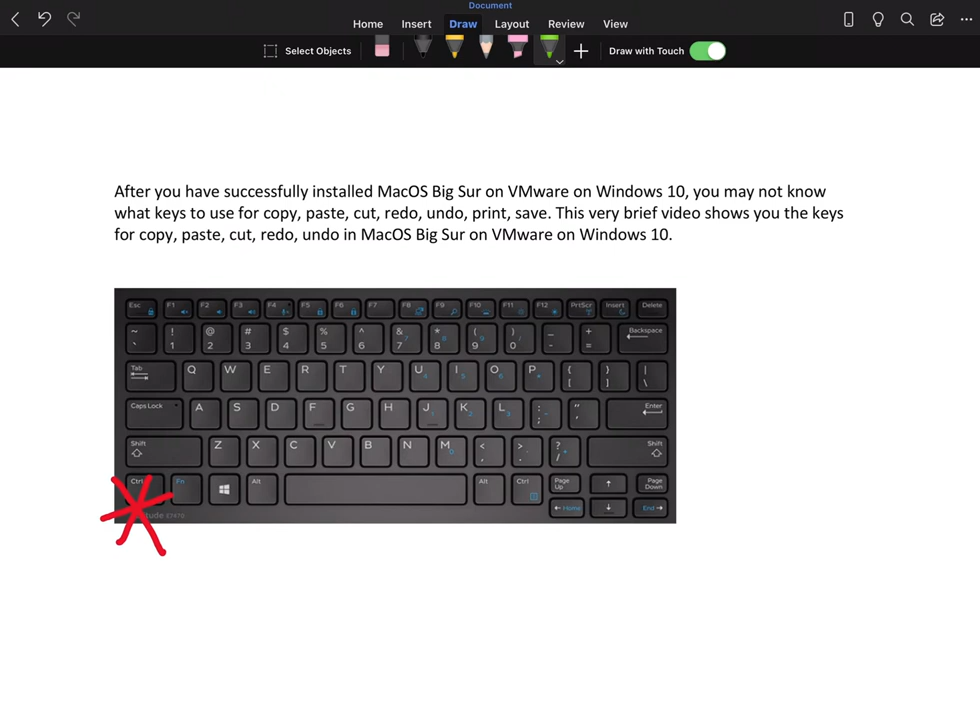 Document
Home Insert Draw Layout Review View
Select Objects Draw with Touch
After you have successfully installed MacOS Big Sur on VMware on Windows 10, you may not know
what keys to use for copy, paste, cut, redo, undo, print, save. This very brief video shows you the keys
for copy, paste, cut, redo, undo in MacOS Big Sur on VMware on Windows 10.
Esc F1 F2 F3 F4 F5 F6 F7 F8 F9 F10 F11 F12 PrtScr Insert Delete
~ ! @ # $ % ^ & * ( ) _ + Backspace
` 1 2 3 4 5 6 7 8 9 0 - =
Tab Q W E R T Y U I O P { } |
[ ] \
Caps Lock A S D F G H J K L : " Enter
; '
Shift Z X C V B N M < > ? Shift
, . /
Ctrl Fn Alt Alt Ctrl Page Up Page Down
Home End
E7470